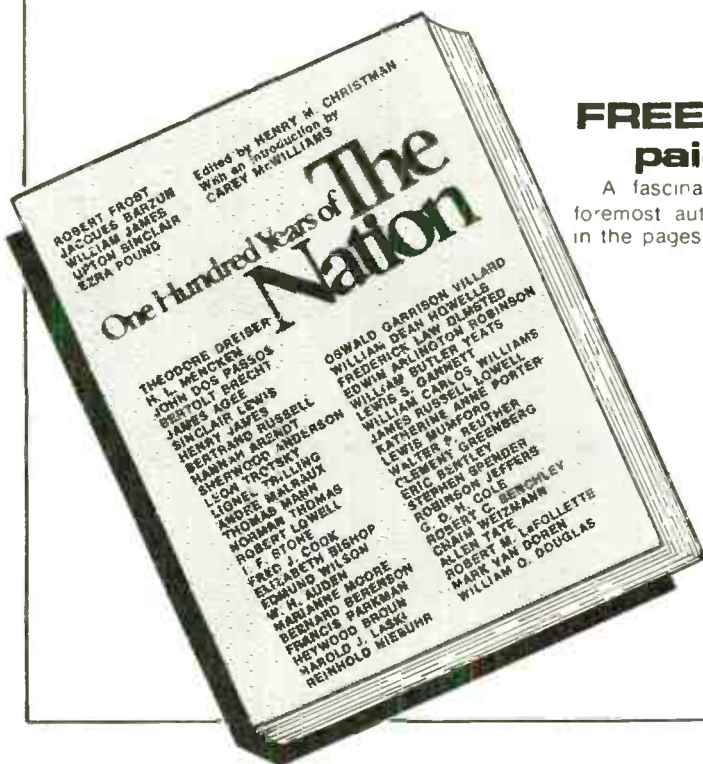 FREE
paid
A fascina
foremost aut
in the pages
ROBERT FROST
JACQUES BARZUM
WILLIAM JAMES
UPTON SINCLAIR
EZRA POUND
Edited by HENRY M. CHRISTMAN
With an Introduction by
CAREY McWILLIAMS
One Hundred Years of The
Nation
THEODORE DREISER
H. L. MENCKEN
JOHN DOS PASSOS
BERTOLT BRECHT
JAMES AGEE
SINCLAIR LEWIS
HENRY JAMES
BERTRAND RUSSELL
HANNAH ARENDT
SHERWOOD ANDERSON
LEON TROTSKY
LIONEL TRILLING
ANDRE MALRAUX
THOMAS MANN
NORMAN THOMAS
ROBERT LOWELL
I. F. STONE
FRED J. COOK
ELIZABETH BISHOP
EDMUND WILSON
W. H. AUDEN
MARIANNE MOORE
BERNARD BERENSON
FRANCIS PARKMAN
HEYWOOD BROUN
HAROLD J. LASKI
REINHOLD NIEBUHR
OSWALD GARRISON VILLARD
WILLIAM DEAN HOWELLS
FREDERICK LAW OLMSTED
EDWIN ARLINGTON ROBINSON
WILLIAM BUTLER YEATS
LEWIS S. GANNETT
WILLIAM CARLOS WILLIAMS
JAMES RUSSELL LOWELL
KATHERINE ANNE PORTER
LEWIS MUMFORD
WALTER P. REUTHER
CLEMENT GREENBERG
ERIC BENTLEY
STEPHEN SPENDER
ROBINSON JEFFERS
G. D. H. COLE
ROBERT C. BENCHLEY
CHAIM WEIZMANN
ALLEN TATE
ROBERT M. LaFOLLETTE
MARK VAN DOREN
WILLIAM O. DOUGLAS